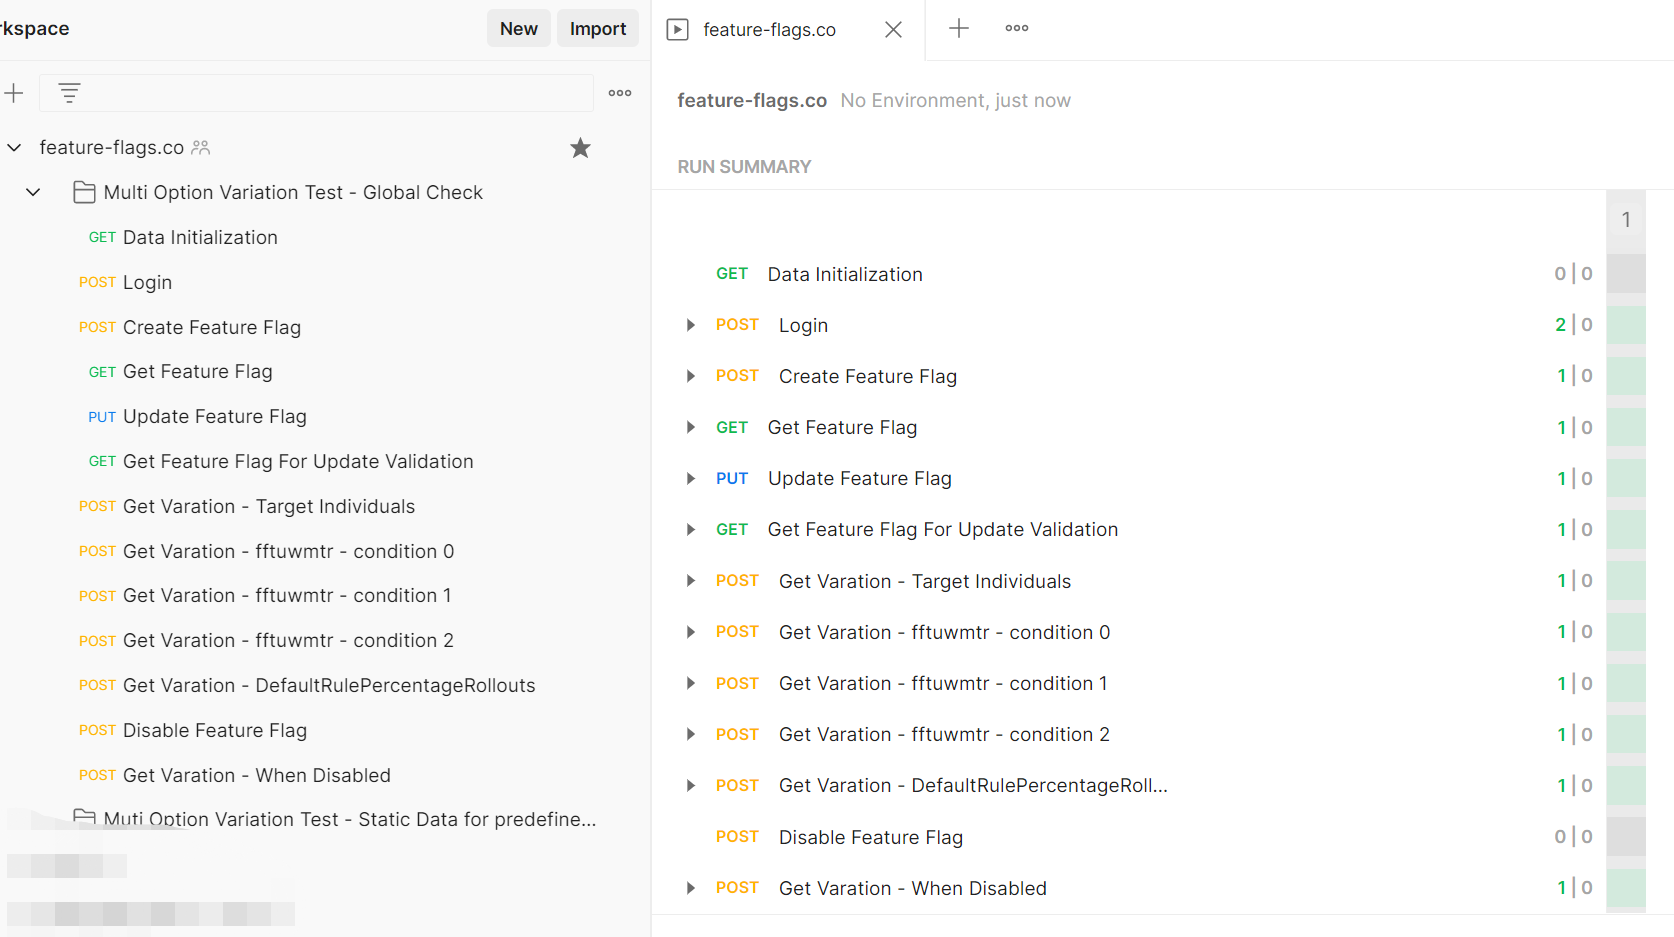 rkspace
New
Import
feature-flags.co
feature-flags.co
Multi Option Variation Test - Global Check
GET Data Initialization
POST Login
POST Create Feature Flag
GET Get Feature Flag
PUT Update Feature Flag
GET Get Feature Flag For Update Validation
POST Get Varation - Target Individuals
POST Get Varation - fftuwmtr - condition 0
POST Get Varation - fftuwmtr - condition 1
POST Get Varation - fftuwmtr - condition 2
POST Get Varation - DefaultRulePercentageRollouts
POST Disable Feature Flag
POST Get Varation - When Disabled
Muti Option Variation Test - Static Data for predefine...
feature-flags.co No Environment, just now
RUN SUMMARY
1
GET Data Initialization 0 | 0
POST Login 2 | 0
POST Create Feature Flag 1 | 0
GET Get Feature Flag 1 | 0
PUT Update Feature Flag 1 | 0
GET Get Feature Flag For Update Validation 1 | 0
POST Get Varation - Target Individuals 1 | 0
POST Get Varation - fftuwmtr - condition 0 1 | 0
POST Get Varation - fftuwmtr - condition 1 1 | 0
POST Get Varation - fftuwmtr - condition 2 1 | 0
POST Get Varation - DefaultRulePercentageRoll... 1 | 0
POST Disable Feature Flag 0 | 0
POST Get Varation - When Disabled 1 | 0